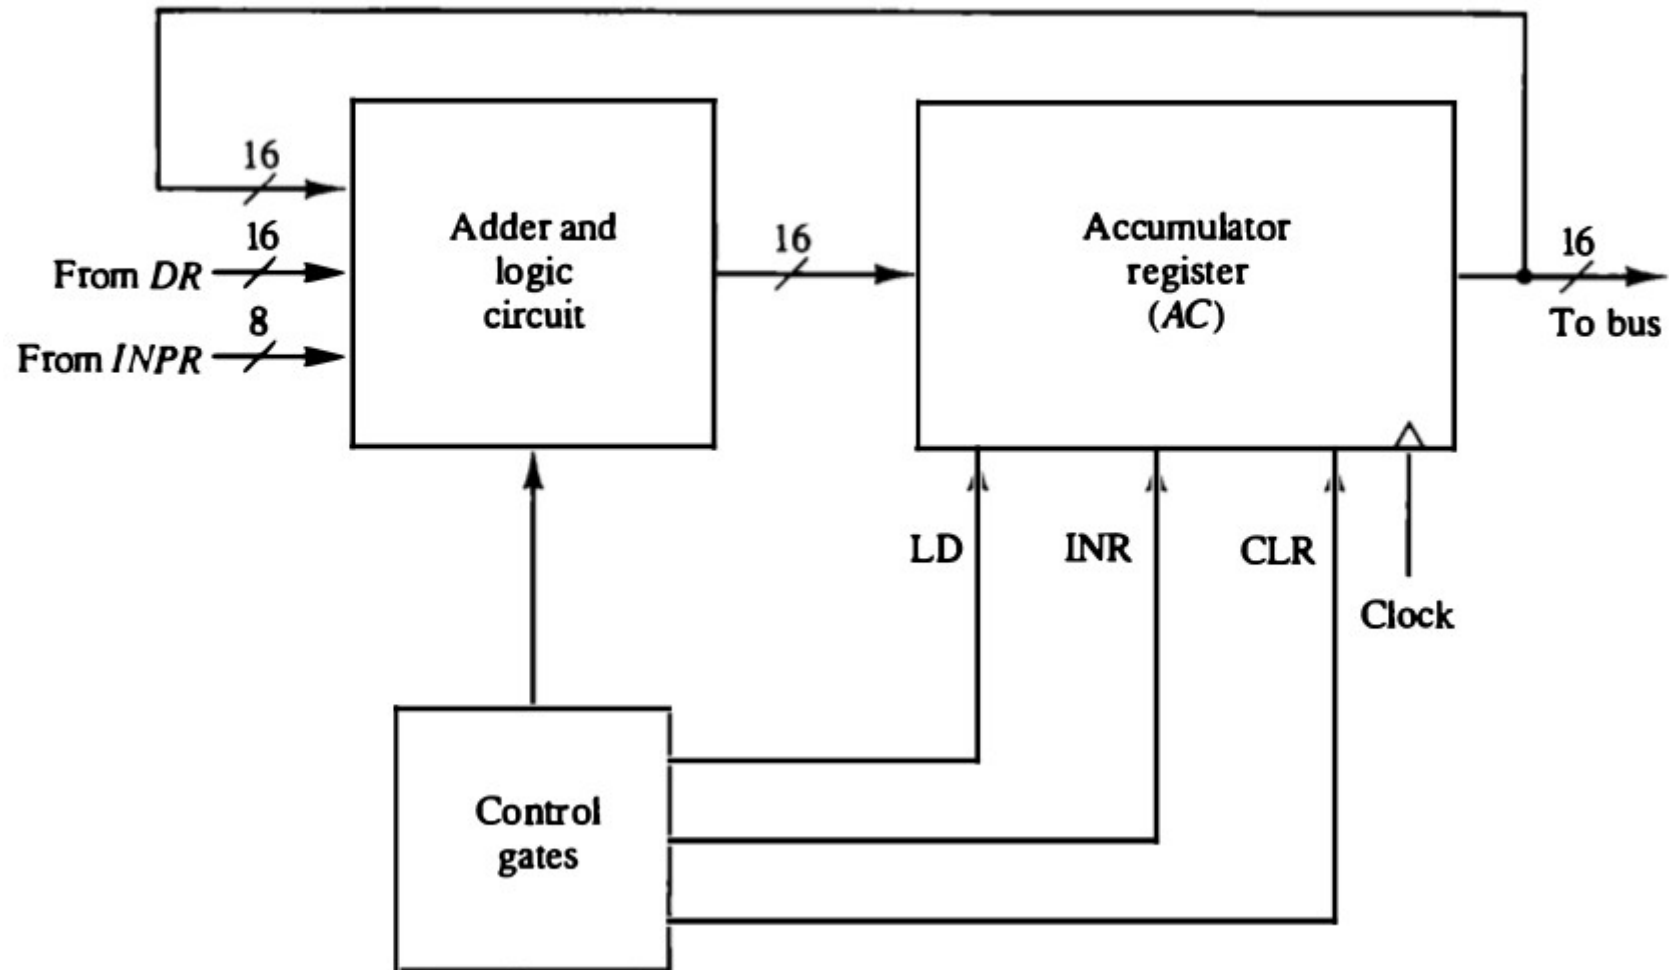 16
16
From DR
8
From INPR
Adder and
logic
circuit
16
Accumulator
register
(AC)
16
To bus
LD
INR
CLR
Clock
Control
gates